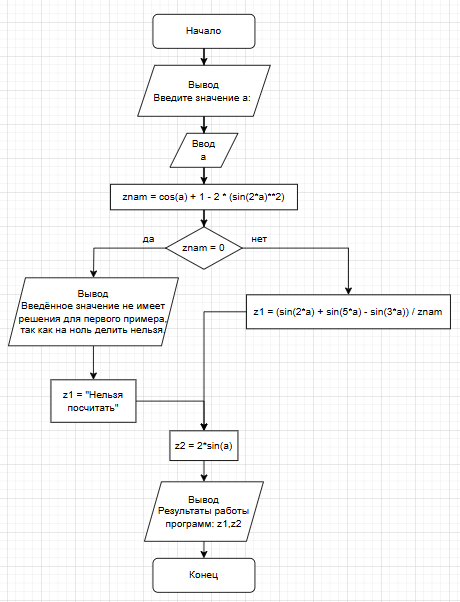 Начало
Вывод
Введите значение a:
Ввод
a
znam = cos(a) + 1 - 2 * (sin(2*a)**2)
да
znam = 0
нет
Вывод
Введённое значение не имеет
решения для первого примера,
так как на ноль делить нельзя
z1 = (sin(2*a) + sin(5*a) - sin(3*a)) / znam
z1 = "Нельзя
посчитать"
z2 = 2*sin(a)
Вывод
Результаты работы
программ: z1,z2
Конец